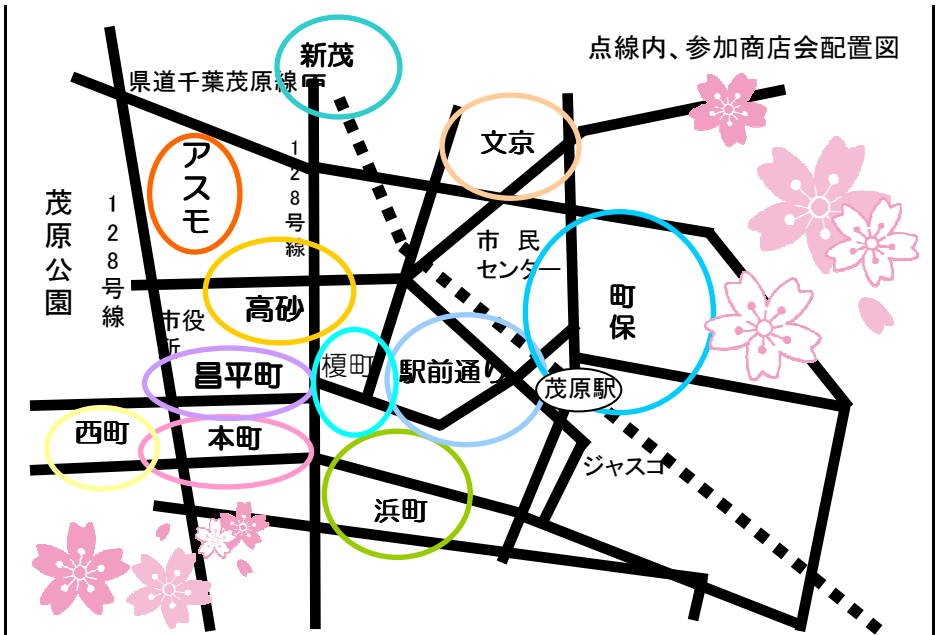 点線内、参加商店会配置図
新茂
原
県道千葉茂原線
アスモ
128号線
文京
茂原公園
128号線
市民
センター
町保
高砂
市役
所
榎町
昌平町
駅前通り
茂原駅
西町
本町
ジャスコ
浜町